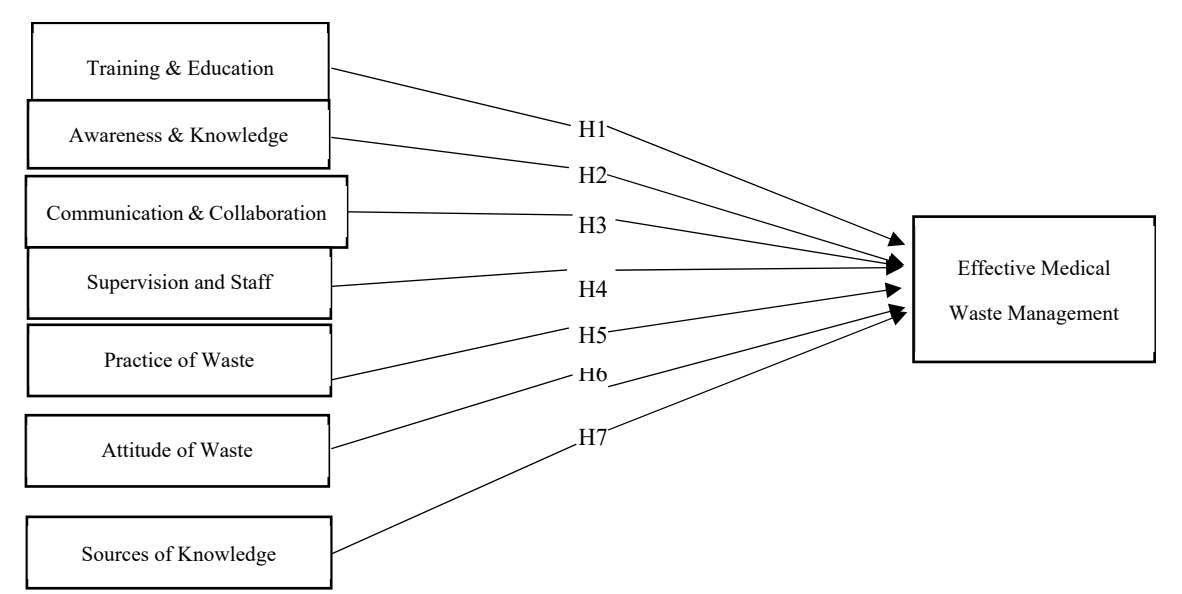 Training & Education
Awareness & Knowledge
Communication & Collaboration
Supervision and Staff
Practice of Waste
Attitude of Waste
Sources of Knowledge
H1
H2
H3
H4
H5
H6
H7
Effective Medical
Waste Management